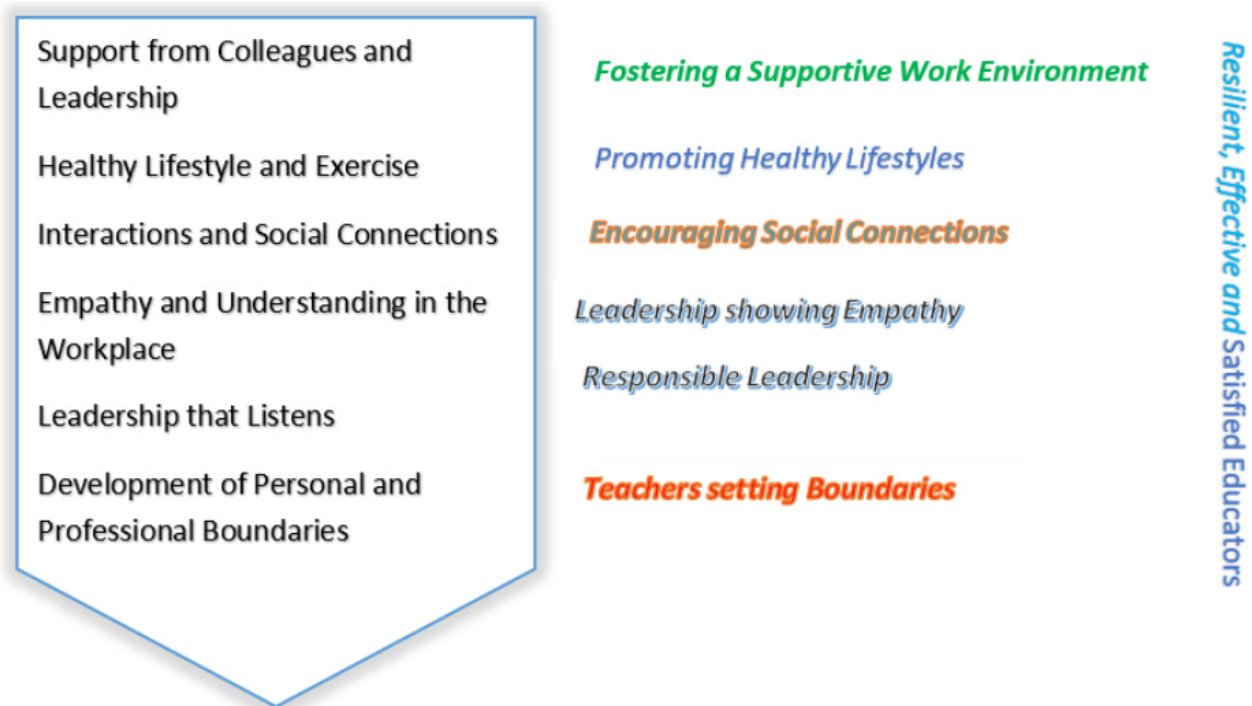 Support from Colleagues and
Leadership
Healthy Lifestyle and Exercise
Interactions and Social Connections
Empathy and Understanding in the
Workplace
Leadership that Listens
Development of Personal and
Professional Boundaries
Fostering a Supportive Work Environment
Promoting Healthy Lifestyles
Encouraging Social Connections
Leadership showing Empathy
Responsible Leadership
Teachers setting Boundaries
Resilient, Effective and Satisfied Educators